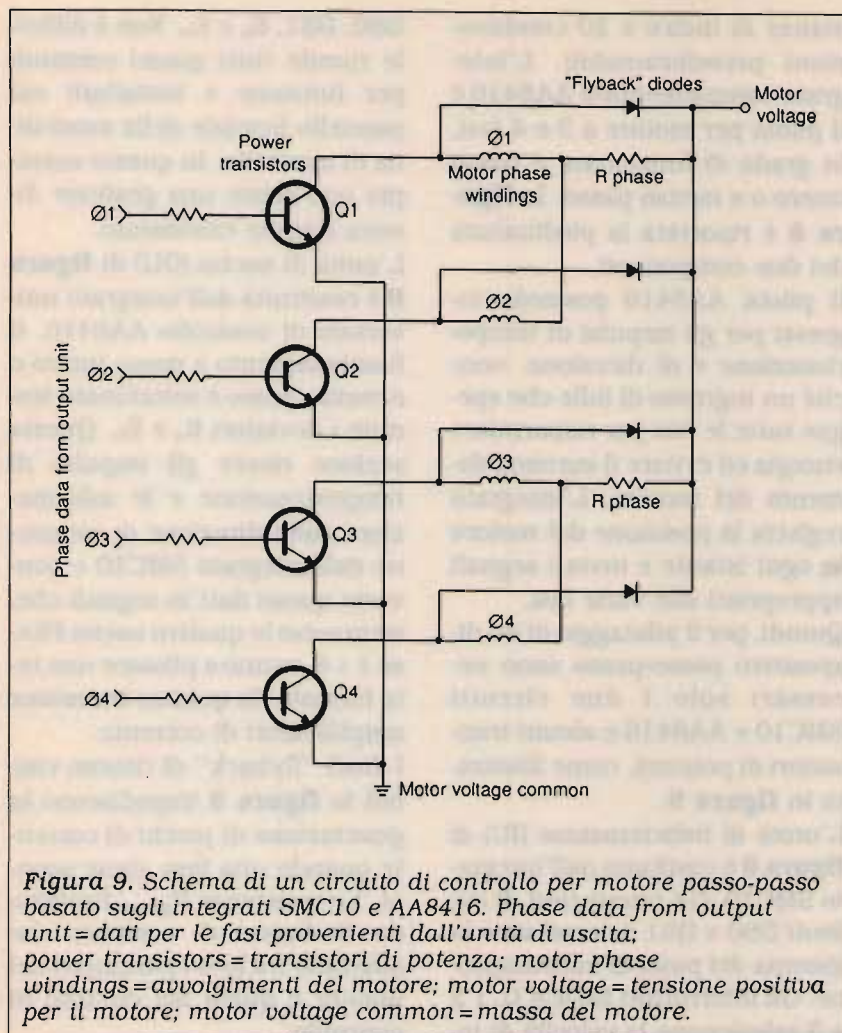 "Flyback" diodes
Motor
voltage
Power
transistors
Ø1
R phase
Motor phase
windings
Ø1
Q1
Ø2
Ø2
Q2
Phase data from output unit
Ø3
R phase
Ø3
Q3
Ø4
Ø4
Q4
Motor voltage common
Figura 9. Schema di un circuito di controllo per motore passo-passo
basato sugli integrati SMC10 e AA8416. Phase data from output
unit=dati per le fasi provenienti dall'unità di uscita;
power transistors=transistori di potenza; motor phase
windings=avvolgimenti del motore; motor voltage=tensione positiva
per il motore; motor voltage common=massa del motore.